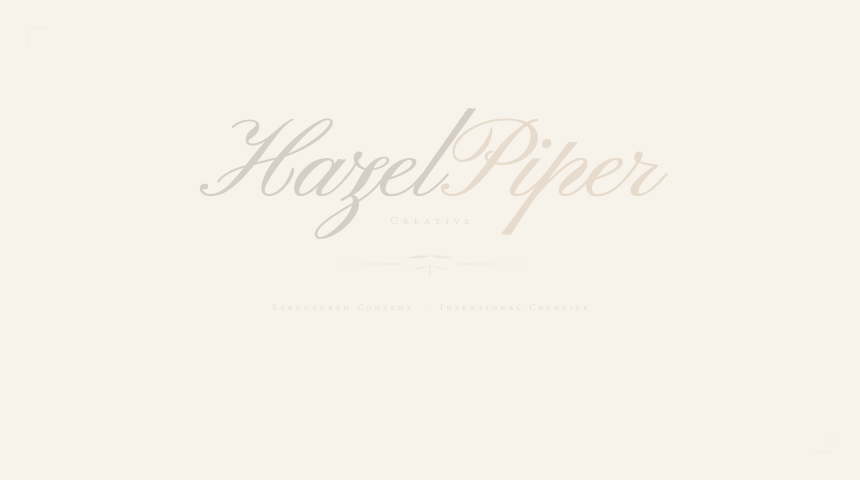 HazelPiper
Creative
Structured Content Intentional Creative